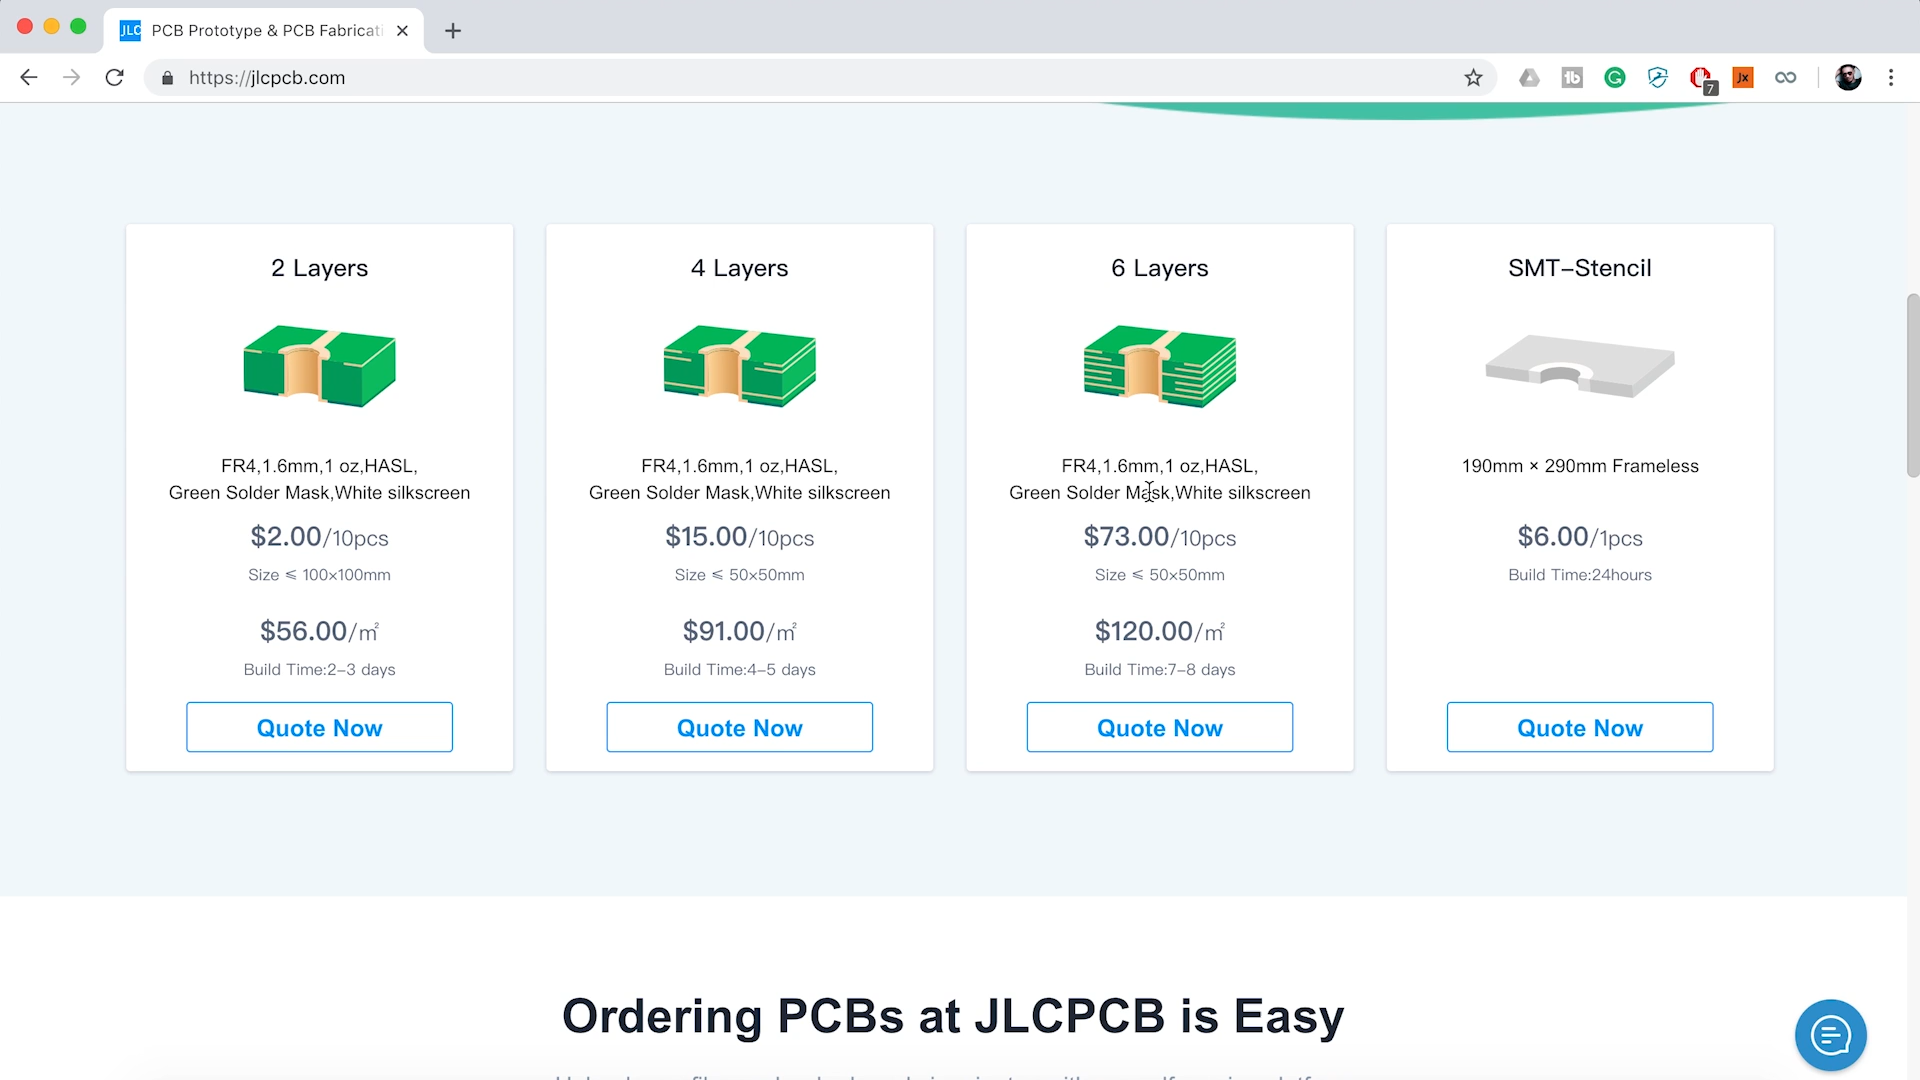 JLC PCB Prototype & PCB Fabricati
https://jlcpcb.com
7
2 Layers
FR4,1.6mm,1 oz,HASL,
Green Solder Mask,White silkscreen
$2.00/10pcs
Size ≤ 100×100mm
$56.00/㎡
Build Time:2–3 days
Quote Now
4 Layers
FR4,1.6mm,1 oz,HASL,
Green Solder Mask,White silkscreen
$15.00/10pcs
Size ≤ 50×50mm
$91.00/㎡
Build Time:4–5 days
Quote Now
6 Layers
FR4,1.6mm,1 oz,HASL,
Green Solder Mask,White silkscreen
$73.00/10pcs
Size ≤ 50×50mm
$120.00/㎡
Build Time:7–8 days
Quote Now
SMT–Stencil
190mm × 290mm Frameless
$6.00/1pcs
Build Time:24hours
Quote Now
Ordering PCBs at JLCPCB is Easy